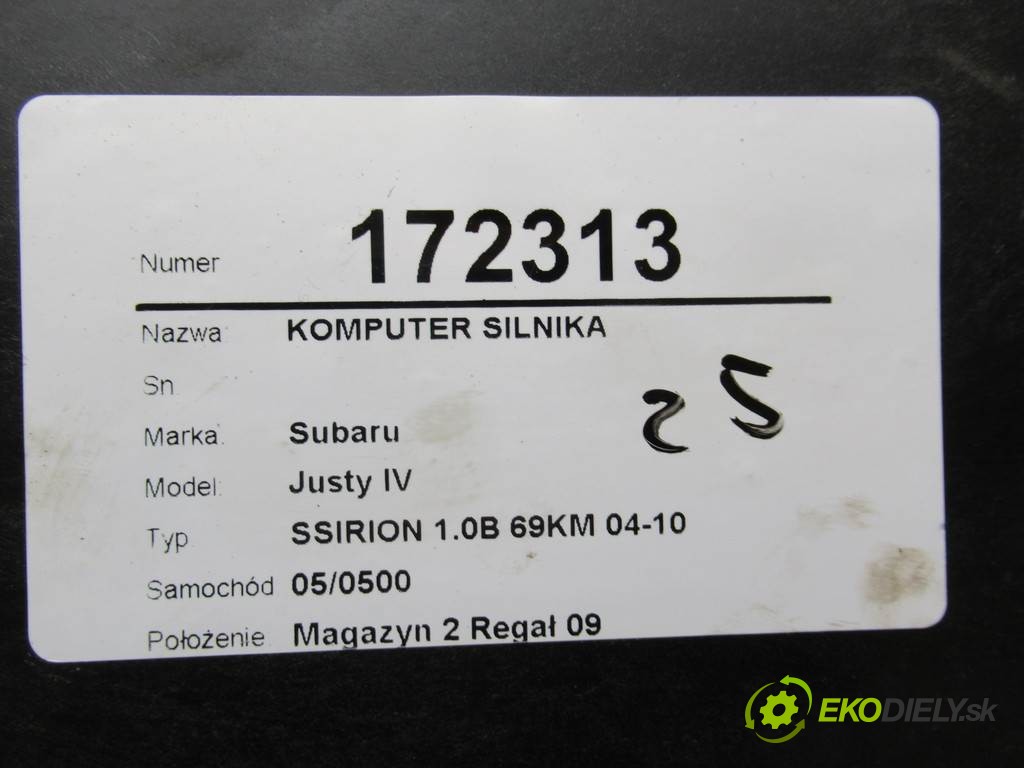 Numer 172313
Nazwa: KOMPUTER SILNIKA
Sn
Marka: Subaru
Model: Justy IV
Typ SSIRION 1.0B 69KM 04-10
Samochód 05/0500
Położenie Magazyn 2 Regał 09
25
EKODIELY.sk